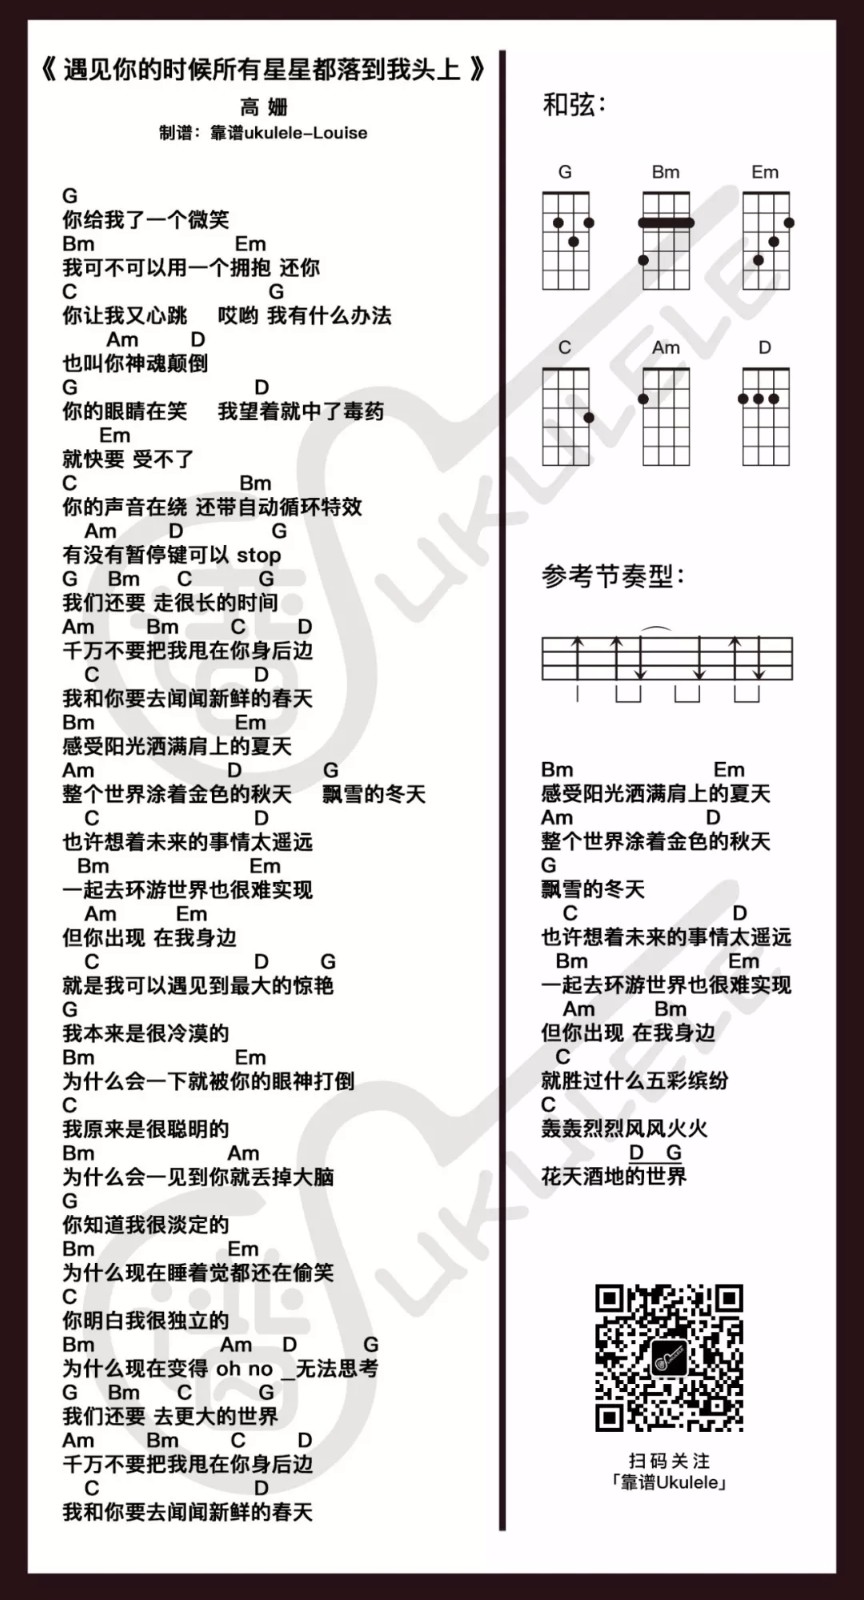 《 遇见你的时候所有星星都落到我头上 》
高 姗
制谱：靠谱ukulele-Louise
G
你给我了一个微笑
Bm Em
我可不可以用一个拥抱 还你
C G
你让我又心跳 哎哟 我有什么办法
Am D
也叫你神魂颠倒
G D
你的眼睛在笑 我望着就中了毒药
Em
就快要 受不了
C Bm
你的声音在绕 还带自动循环特效
Am D G
有没有暂停键可以 stop
G Bm C G
我们还要 走很长的时间
Am Bm C D
千万不要把我甩在你身后边
C D
我和你要去闻闻新鲜的春天
Bm Em
感受阳光洒满肩上的夏天
Am D G
整个世界涂着金色的秋天 飘雪的冬天
C D
也许想着未来的事情太遥远
Bm Em
一起去环游世界也很难实现
Am Em
但你出现 在我身边
C D G
就是我可以遇见到最大的惊艳
G
我本来是很冷漠的
Bm Em
为什么会一下就被你的眼神打倒
C
我原来是很聪明的
Bm Am
为什么会一见到你就丢掉大脑
G
你知道我很淡定的
Bm Em
为什么现在睡着觉都还在偷笑
C
你明白我很独立的
Bm Am D G
为什么现在变得 oh no _无法思考
G Bm C G
我们还要 去更大的世界
Am Bm C D
千万不要把我甩在你身后边
C D
我和你要去闻闻新鲜的春天
和弦：
G Bm Em
C Am D
参考节奏型：
Bm Em
感受阳光洒满肩上的夏天
Am D
整个世界涂着金色的秋天
G
飘雪的冬天
C D
也许想着未来的事情太遥远
Bm Em
一起去环游世界也很难实现
Am Bm
但你出现 在我身边
C
就胜过什么五彩缤纷
C
轰轰烈烈风风火火
D G
花天酒地的世界
扫码关注
「靠谱Ukulele」
UKULELE
UKULELE